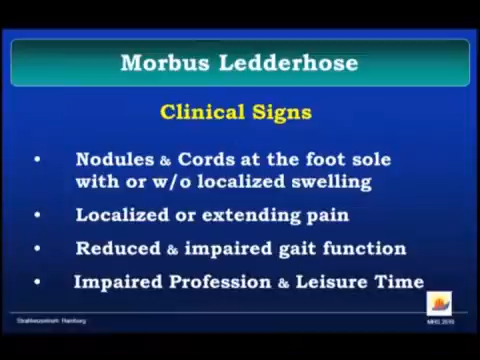 Morbus Ledderhose
Clinical Signs
• Nodules & Cords at the foot sole
with or w/o localized swelling
• Localized or extending pain
• Reduced & impaired gait function
• Impaired Profession & Leisure Time
Strahlenzentrum Hamburg